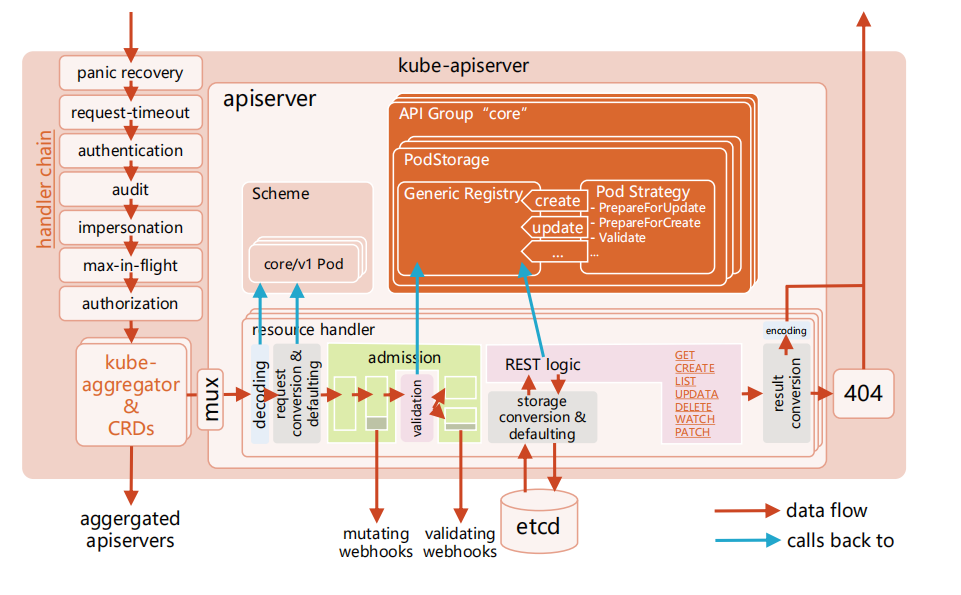 kube-apiserver
handler chain
panic recovery
request-timeout
authentication
audit
impersonation
max-in-flight
authorization
kube-
aggregator
&
CRDs
aggergated
apiservers
mux
apiserver
Scheme
core/v1 Pod
API Group “core“
PodStorage
Generic Registry
create
update
...
Pod Strategy
- PrepareForUpdate
- PrepareForCreate
- Validate
...
resource handler
decoding
request
conversion &
defaulting
admission
validation
mutating
webhooks
validating
webhooks
REST logic
storage
conversion &
defaulting
etcd
GET
CREATE
LIST
UPDATA
DELETE
WATCH
PATCH
encoding
result
conversion
404
data flow
calls back to